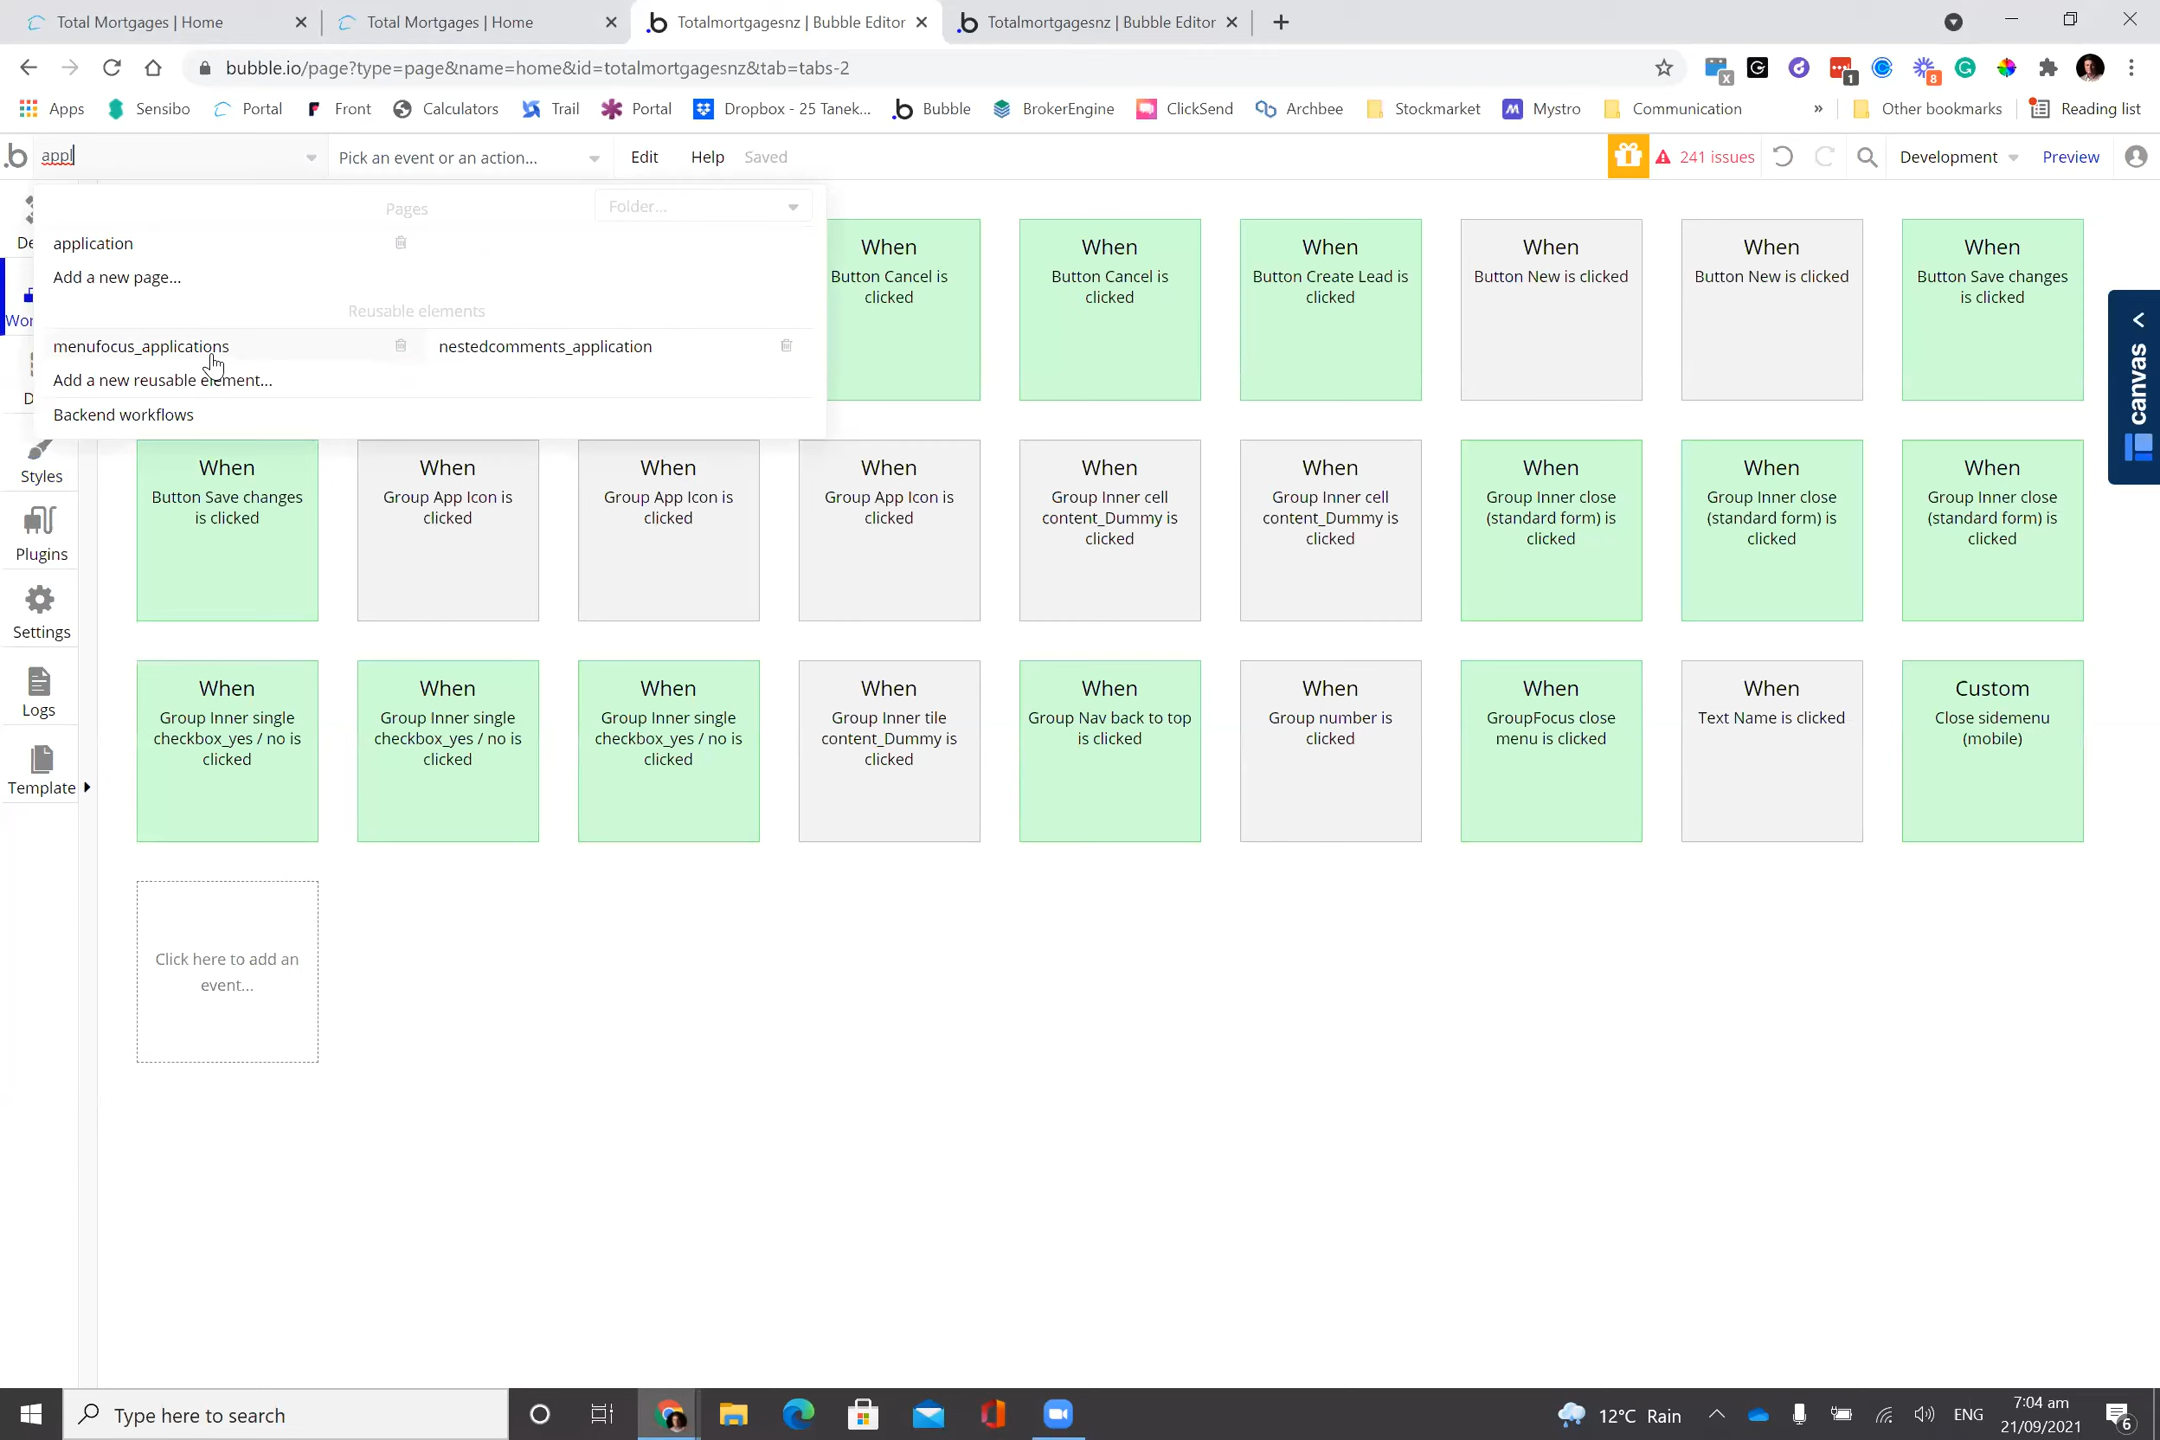 Total Mortgages | Home
Total Mortgages | Home
Totalmortgagesnz | Bubble Editor
Totalmortgagesnz | Bubble Editor
bubble.io/page?type=page&name=home&id=totalmortgagesnz&tab=tabs-2
X
1
8
Apps
Sensibo
Portal
Front
Calculators
Trail
Portal
Dropbox - 25 Tanek...
Bubble
BrokerEngine
ClickSend
Archbee
Stockmarket
Mystro
Communication
»
Other bookmarks
Reading list
appl
Pick an event or an action...
Edit
Help
Saved
241 issues
Development
Preview
Pages
Folder...
application
Add a new page...
Reusable elements
menufocus_applications
nestedcomments_application
Add a new reusable element...
Backend workflows
Styles
Plugins
Settings
Logs
Template
When
Button Cancel is
clicked
When
Button Cancel is
clicked
When
Button Create Lead is
clicked
When
Button New is clicked
When
Button New is clicked
When
Button Save changes
is clicked
When
Button Save changes
is clicked
When
Group App Icon is
clicked
When
Group App Icon is
clicked
When
Group App Icon is
clicked
When
Group Inner cell
content_Dummy is
clicked
When
Group Inner cell
content_Dummy is
clicked
When
Group Inner close
(standard form) is
clicked
When
Group Inner close
(standard form) is
clicked
When
Group Inner close
(standard form) is
clicked
When
Group Inner single
checkbox_yes / no is
clicked
When
Group Inner single
checkbox_yes / no is
clicked
When
Group Inner single
checkbox_yes / no is
clicked
When
Group Inner tile
content_Dummy is
clicked
When
Group Nav back to top
is clicked
When
Group number is
clicked
When
GroupFocus close
menu is clicked
When
Text Name is clicked
Custom
Close sidemenu
(mobile)
Click here to add an
event...
canvas
Type here to search
12°C Rain
ENG
7:04 am
21/09/2021
6